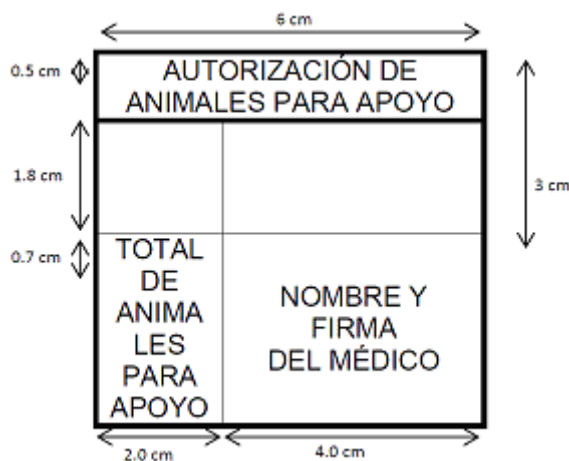 6 cm
0.5 cm
AUTORIZACIÓN DE
ANIMALES PARA APOYO
1.8 cm
3 cm
0.7 cm
TOTAL
DE
ANIMA
LES
PARA
APOYO
NOMBRE Y
FIRMA
DEL MÉDICO
2.0 cm
4.0 cm